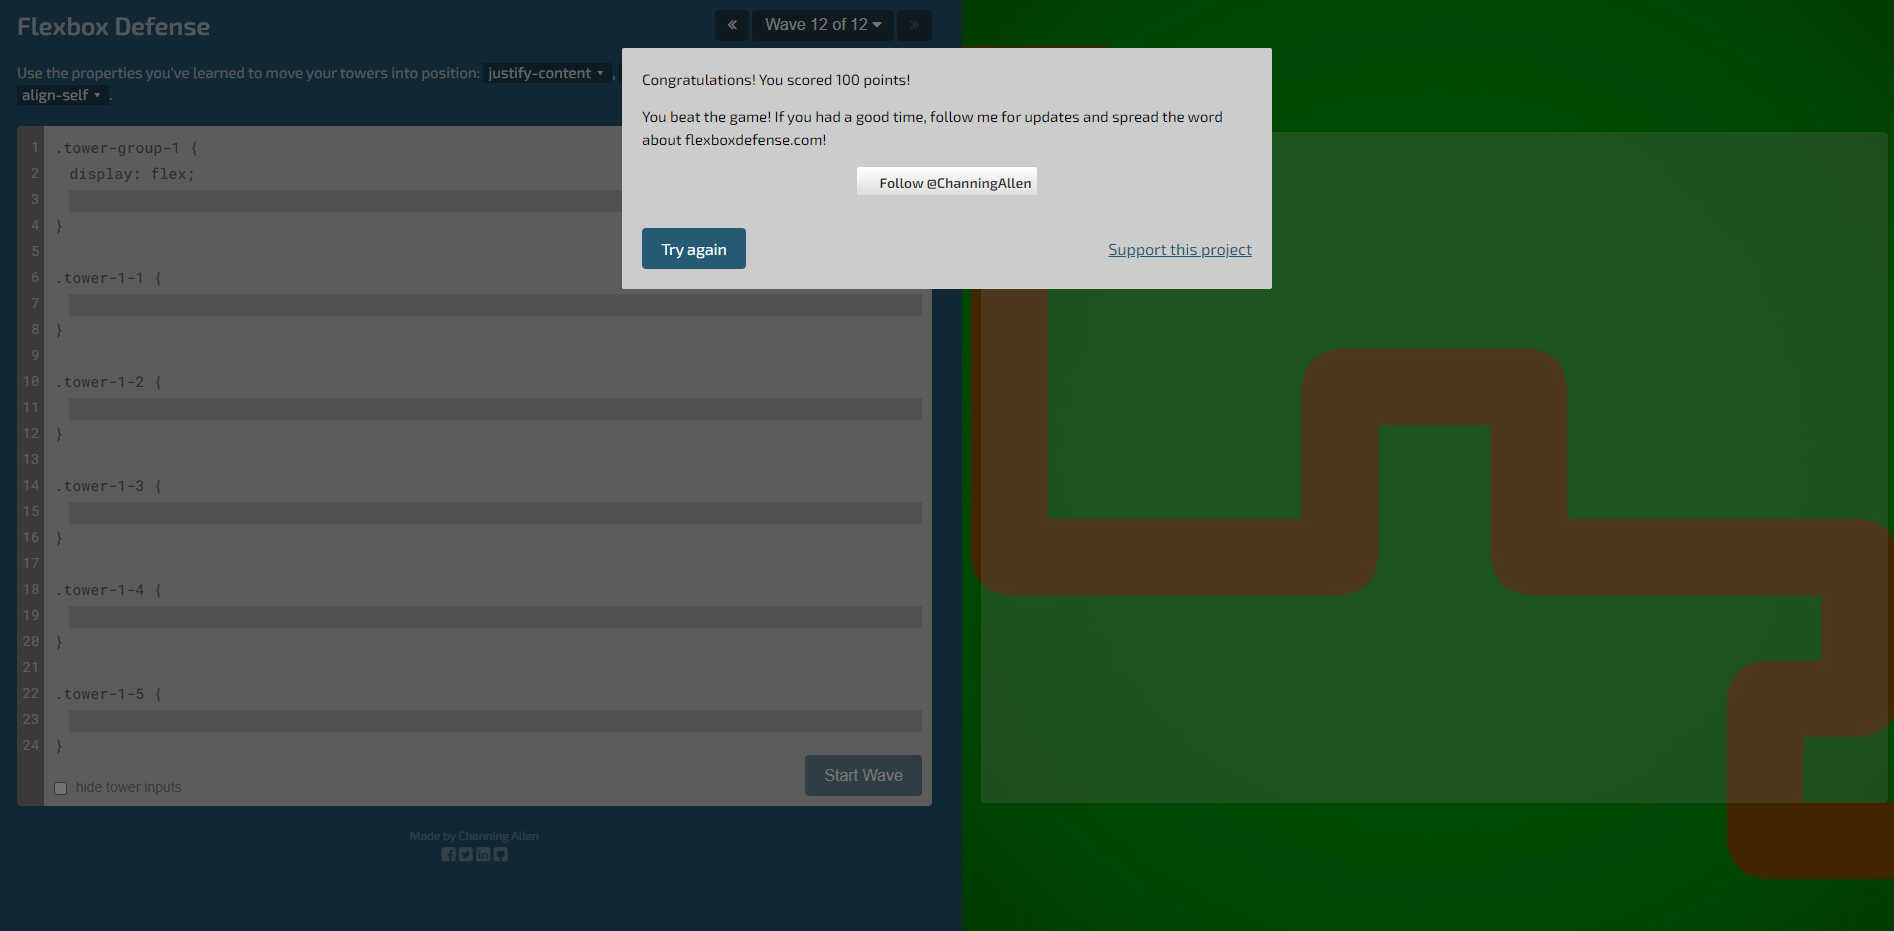 Flexbox Defense
«
Wave 12 of 12
»
Use the properties you've learned to move your towers into position: justify-content ,
align-self .
1 .tower-group-1 {
2 display: flex;
3
4 }
5
6 .tower-1-1 {
7
8 }
9
10 .tower-1-2 {
11
12 }
13
14 .tower-1-3 {
15
16 }
17
18 .tower-1-4 {
19
20 }
21
22 .tower-1-5 {
23
24 }
hide tower inputs
Start Wave
Made by Channing Allen
Congratulations! You scored 100 points!
You beat the game! If you had a good time, follow me for updates and spread the word
about flexboxdefense.com!
Follow @ChanningAllen
Try again
Support this project